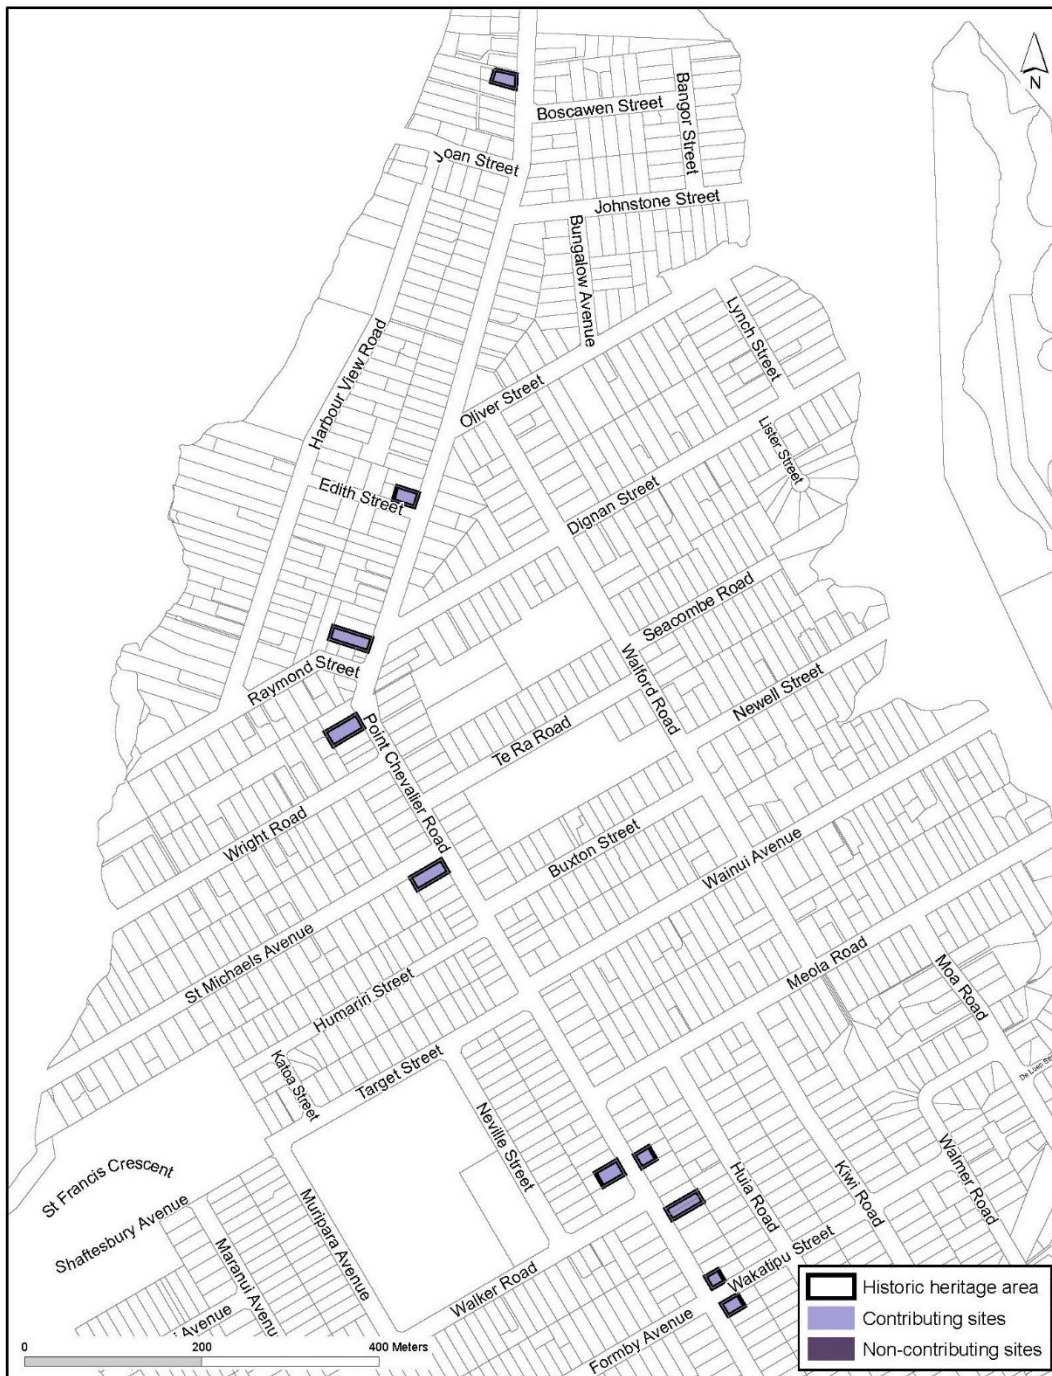 N
Boscawen Street
Bangor Street
Joan Street
Johnstone Street
Bungalow Avenue
Lynch Street
Harbour View Road
Oliver Street
Lister Street
Edith Street
Dignan Street
Seacombe Road
Raymond Street
Walford Road
Newell Street
Point Chevalier Road
Te Ra Road
Wright Road
Buxton Street
Wainui Avenue
St Michaels Avenue
Meola Road
Moa Road
Humariri Street
Katoa Street
Target Street
Neville Street
St Francis Crescent
Huia Road
Kiwi Road
Walmer Road
Shaftesbury Avenue
Muripara Avenue
Maranui Avenue
Wakatipu Street
Walker Road
Avenue
Formby Avenue
Historic heritage area
Contributing sites
Non-contributing sites
0 200 400 Meters